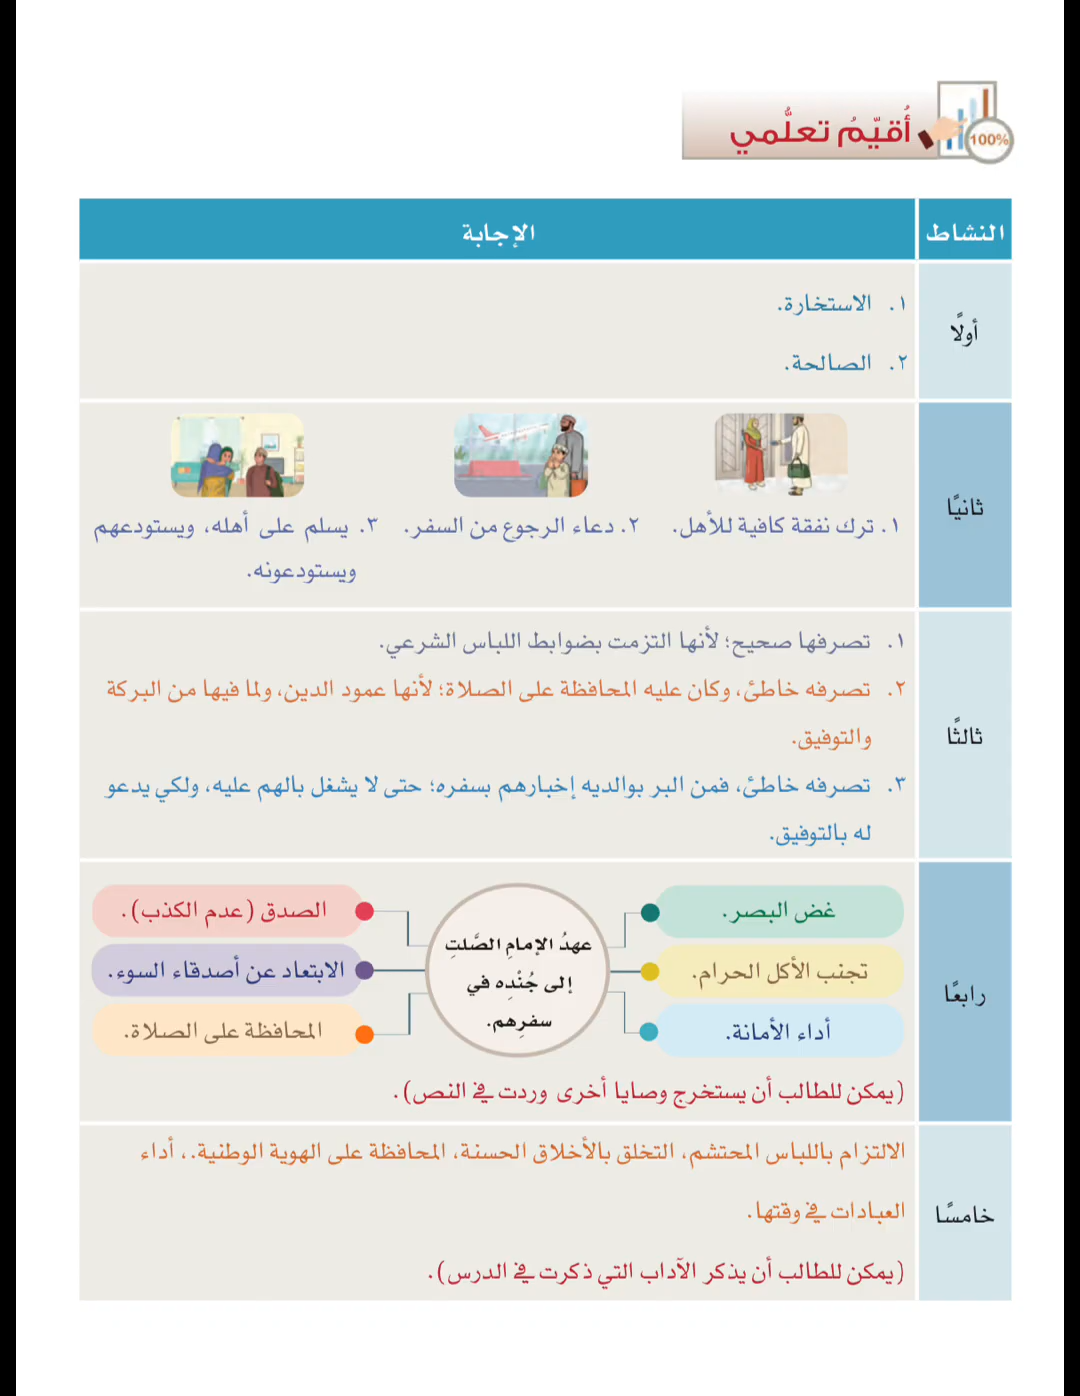 أُقيّمُ تعلُّمي
100%
النشاط
الإجابة
أولًا
١. الاستخارة.
٢. الصالحة.
ثانيًا
١. ترك نفقة كافية للأهل.
٢. دعاء الرجوع من السفر.
٣. يسلم على أهله، ويستودعهم
ويستودعونه.
ثالثًا
١. تصرفها صحيح؛ لأنها التزمت بضوابط اللباس الشرعي.
٢. تصرفه خاطئ، وكان عليه المحافظة على الصلاة؛ لأنها عمود الدين، ولما فيها من البركة
والتوفيق.
٣. تصرفه خاطئ، فمن البر بوالديه إخبارهم بسفره؛ حتى لا يشغل بالهم عليه، ولكي يدعو
له بالتوفيق.
رابعًا
غض البصر.
تجنب الأكل الحرام.
أداء الأمانة.
عهدُ الإمامِ الصَّلتِ
إلى جُنْدِه في
سفرِهم.
الصدق (عدم الكذب).
الابتعاد عن أصدقاء السوء.
المحافظة على الصلاة.
(يمكن للطالب أن يستخرج وصايا أخرى وردت في النص).
خامسًا
الالتزام باللباس المحتشم، التخلق بالأخلاق الحسنة، المحافظة على الهوية الوطنية.، أداء
العبادات في وقتها.
(يمكن للطالب أن يذكر الآداب التي ذكرت في الدرس).